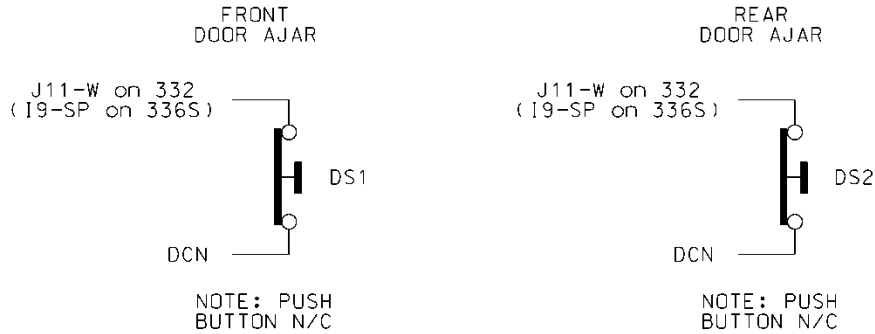 FRONT
DOOR AJAR
J11-W on 332
(I9-SP on 336S)
DS1
DCN
NOTE: PUSH
BUTTON N/C
REAR
DOOR AJAR
J11-W on 332
(I9-SP on 336S)
DS2
DCN
NOTE: PUSH
BUTTON N/C